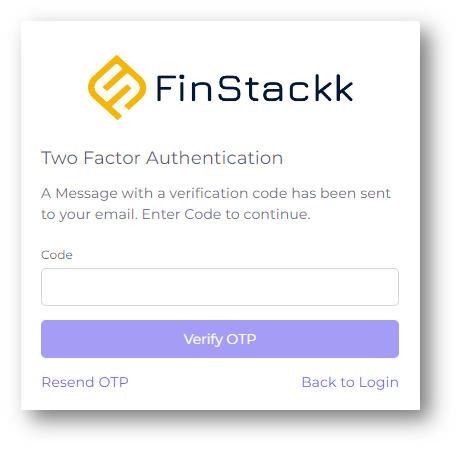 FinStackk
Two Factor Authentication
A Message with a verification code has been sent
to your email. Enter Code to continue.
Code
Verify OTP
Resend OTP
Back to Login